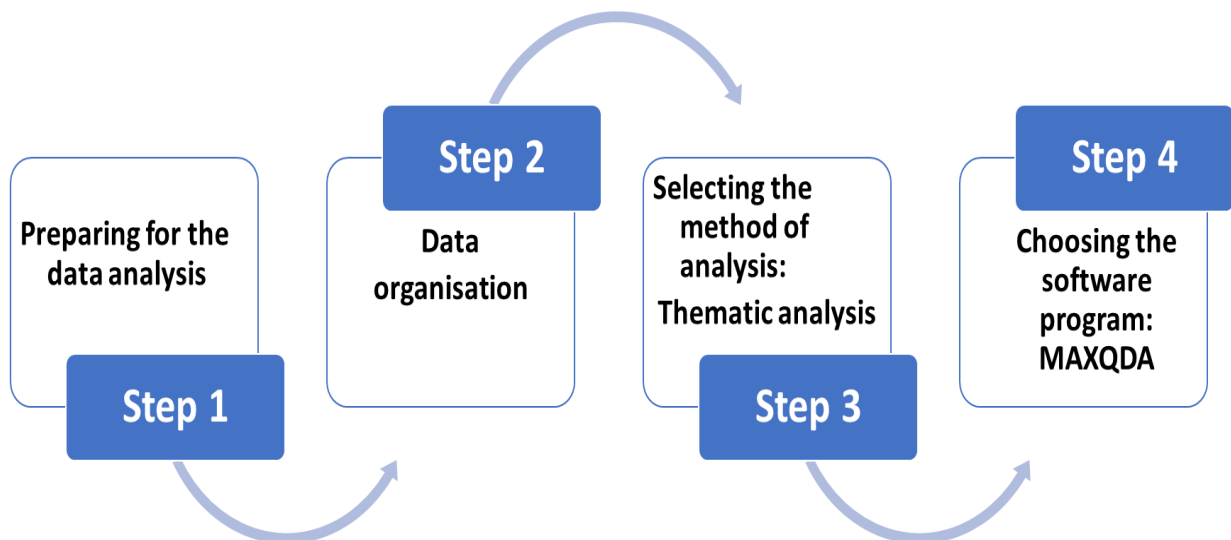 Preparing for the
data analysis
Step 1
Step 2
Data
organisation
Selecting the
method of
analysis:
Thematic analysis
Step 3
Step 4
Choosing the
software
program:
MAXQDA